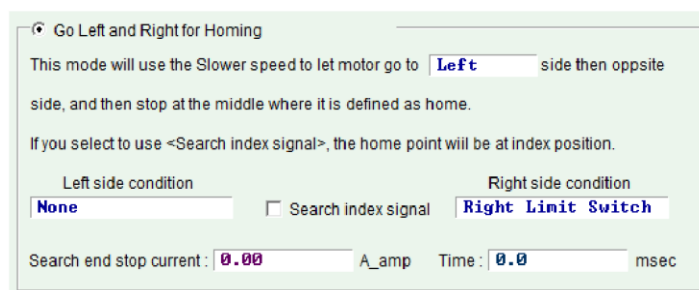 Go Left and Right for Homing
This mode will use the Slower speed to let motor go to Left side then oppsite
side, and then stop at the middle where it is defined as home.
If you select to use <Search index signal>, the home point wiil be at index position.
Left side condition Right side condition
None Search index signal Right Limit Switch
Search end stop current : 0.00 A_amp Time : 0.0 msec